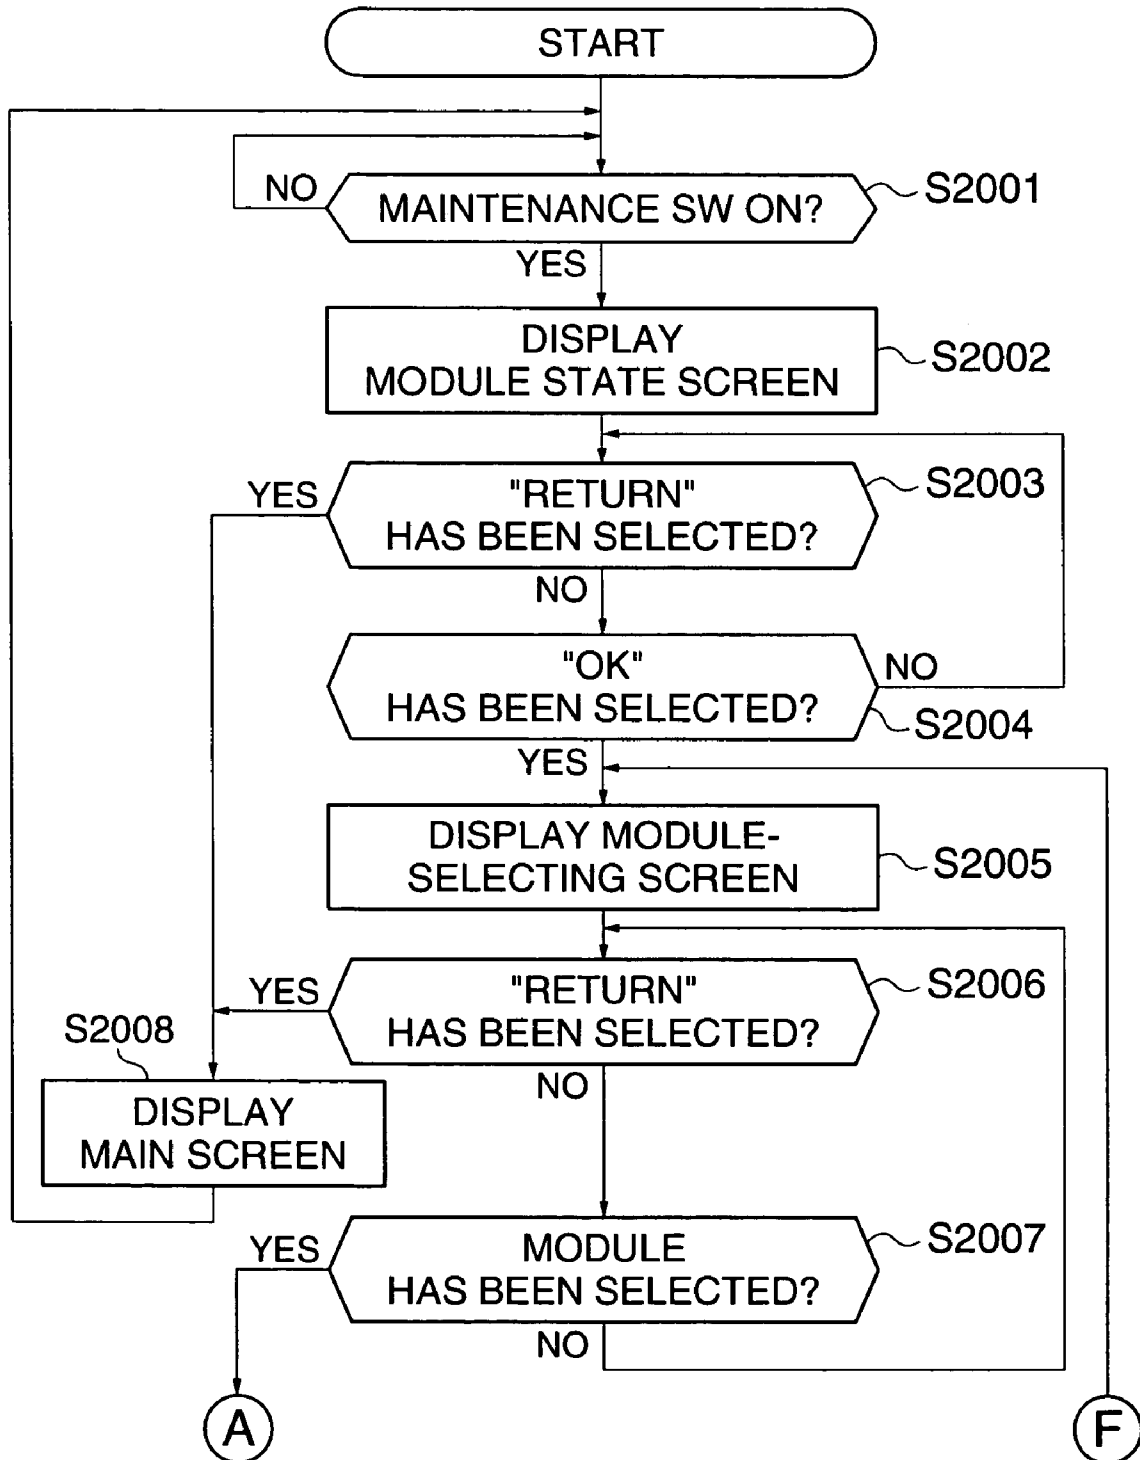 START
NO
MAINTENANCE SW ON?
S2001
YES
DISPLAY
MODULE STATE SCREEN
S2002
YES
"RETURN"
HAS BEEN SELECTED?
S2003
NO
"OK"
HAS BEEN SELECTED?
NO
S2004
YES
DISPLAY MODULE-
SELECTING SCREEN
S2005
YES
"RETURN"
HAS BEEN SELECTED?
S2006
NO
S2008
DISPLAY
MAIN SCREEN
YES
MODULE
HAS BEEN SELECTED?
S2007
NO
A
F